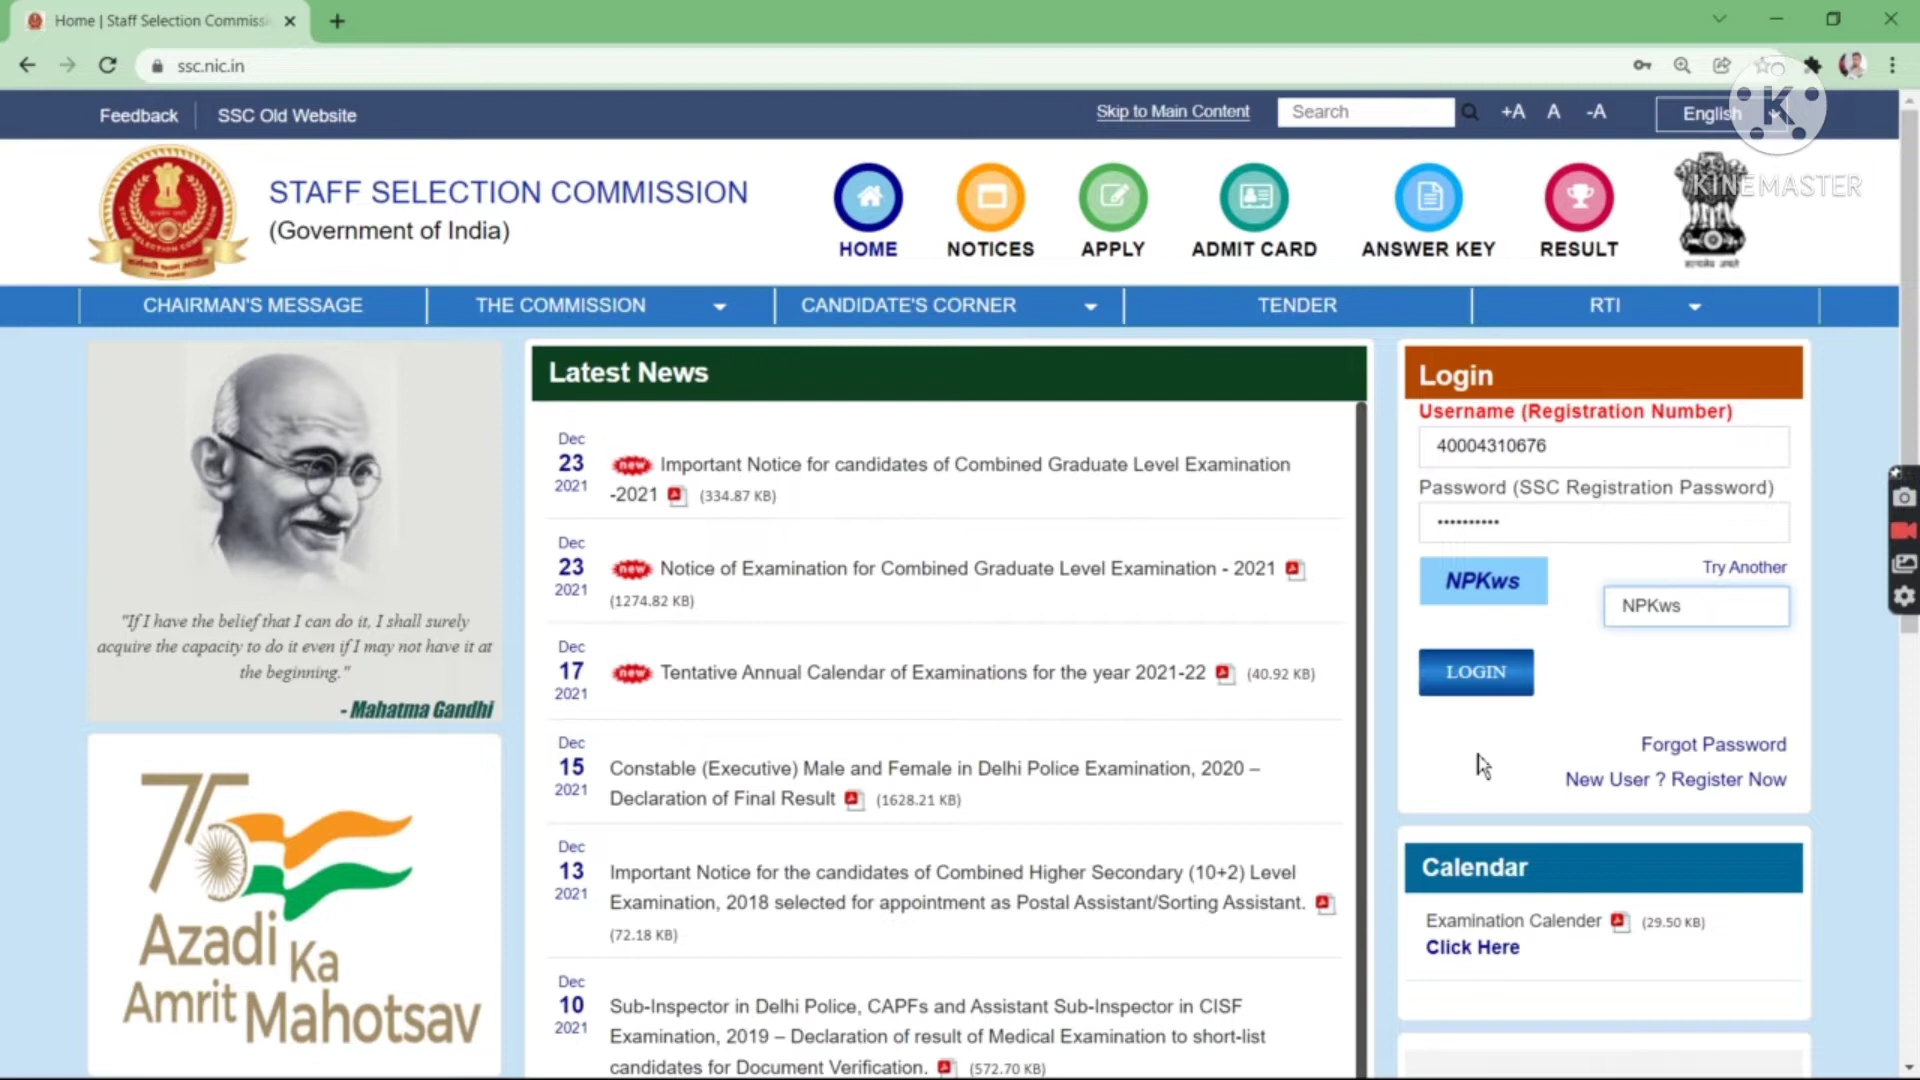 Home | Staff Selection Commiss
ssc.nic.in
Feedback
SSC Old Website
Skip to Main Content
Search
+A A -A
English
K
KINEMASTER
STAFF SELECTION COMMISSION
(Government of India)
HOME
NOTICES
APPLY
ADMIT CARD
ANSWER KEY
RESULT
CHAIRMAN'S MESSAGE
THE COMMISSION
CANDIDATE'S CORNER
TENDER
RTI
"If I have the belief that I can do it, I shall surely
acquire the capacity to do it even if I may not have it at
the beginning."
- Mahatma Gandhi
75
Azadi Ka
Amrit Mahotsav
Latest News
Dec
23
2021
new Important Notice for candidates of Combined Graduate Level Examination
-2021 (334.87 KB)
Dec
23
2021
new Notice of Examination for Combined Graduate Level Examination - 2021
(1274.82 KB)
Dec
17
2021
new Tentative Annual Calendar of Examinations for the year 2021-22 (40.92 KB)
Dec
15
2021
Constable (Executive) Male and Female in Delhi Police Examination, 2020 –
Declaration of Final Result (1628.21 KB)
Dec
13
2021
Important Notice for the candidates of Combined Higher Secondary (10+2) Level
Examination, 2018 selected for appointment as Postal Assistant/Sorting Assistant.
(72.18 KB)
Dec
10
2021
Sub-Inspector in Delhi Police, CAPFs and Assistant Sub-Inspector in CISF
Examination, 2019 – Declaration of result of Medical Examination to short-list
candidates for Document Verification. (572.70 KB)
Login
Username (Registration Number)
40004310676
Password (SSC Registration Password)
••••••••••
NPKws
Try Another
NPKws
LOGIN
Forgot Password
New User ? Register Now
Calendar
Examination Calender (29.50 KB)
Click Here